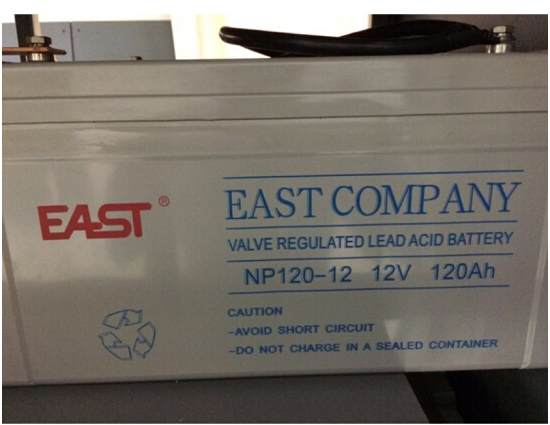 EAST®
EAST COMPANY
VALVE REGULATED LEAD ACID BATTERY
NP120-12 12V 120Ah
CAUTION
-AVOID SHORT CIRCUIT
-DO NOT CHARGE IN A SEALED CONTAINER